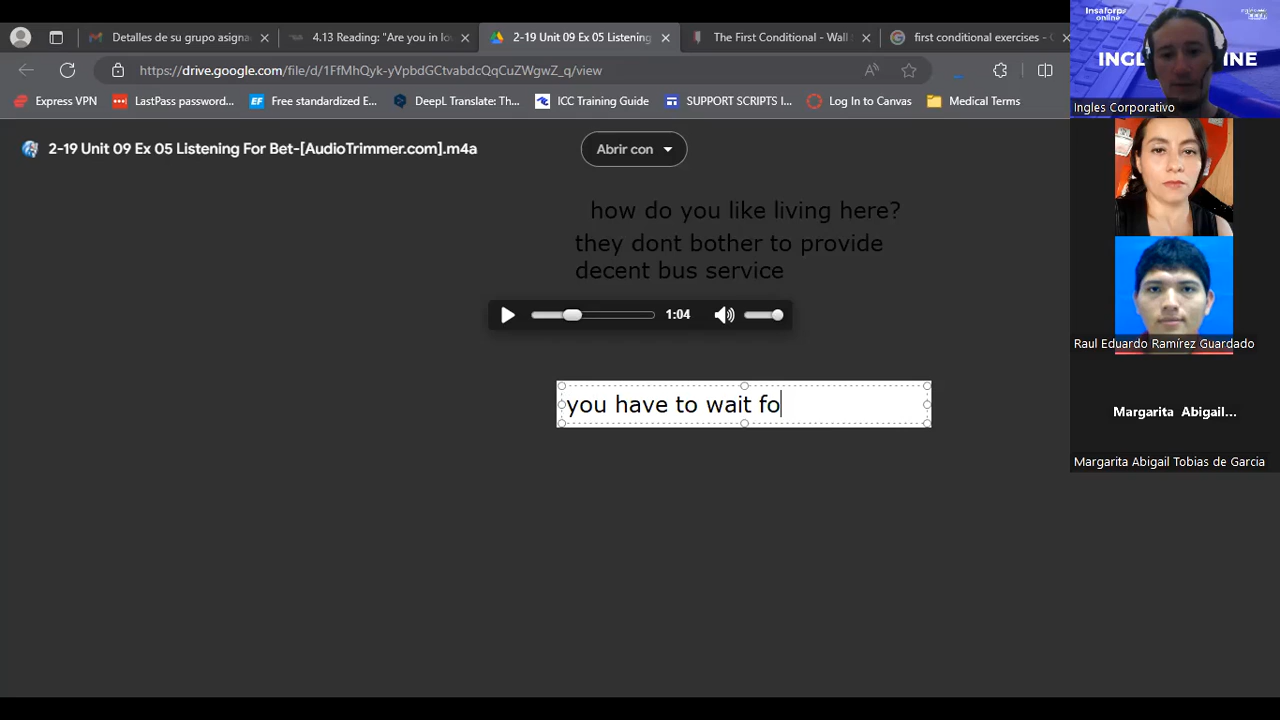 Detalles de su grupo asigna
4.13 Reading: "Are you in lo
2-19 Unit 09 Ex 05 Listening
The First Conditional - Wall
first conditional exercises -
https://drive.google.com/file/d/1FfMhQyk-yVpbdGCtvabdcQqCuZWgwZ_q/view
Express VPN
LastPass password...
EF Free standardized E...
DeepL Translate: Th...
ICC Training Guide
SUPPORT SCRIPTS I...
Log In to Canvas
Medical Terms
Insaforp
online
INGL
INE
Ingles Corporativo
2-19 Unit 09 Ex 05 Listening For Bet-[AudioTrimmer.com].m4a
Abrir con
how do you like living here?
they dont bother to provide
decent bus service
1:04
you have to wait fo
Raul Eduardo Ramírez Guardado
Margarita Abigail...
Margarita Abigail Tobias de Garcia